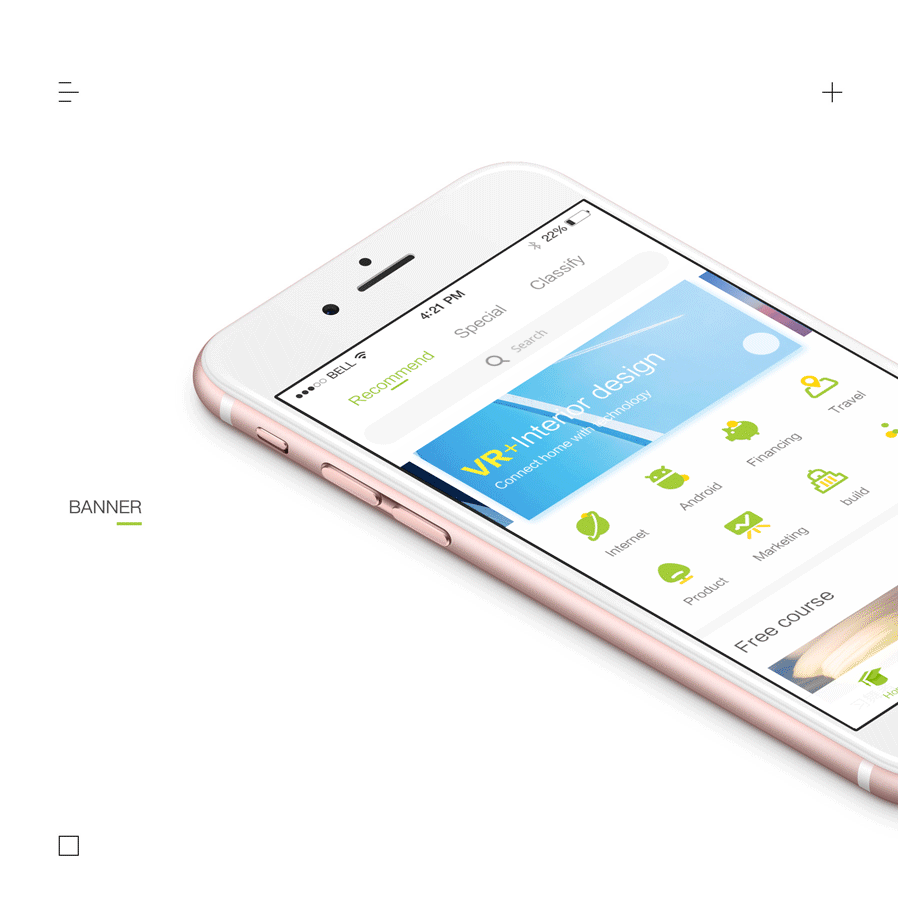 BANNER
BELL
4:21 PM
22%
Recommend
Special
Classify
Search
VR+Interior design
Connect home with technology
Internet
Android
Financing
Travel
Product
Marketing
build
Free course